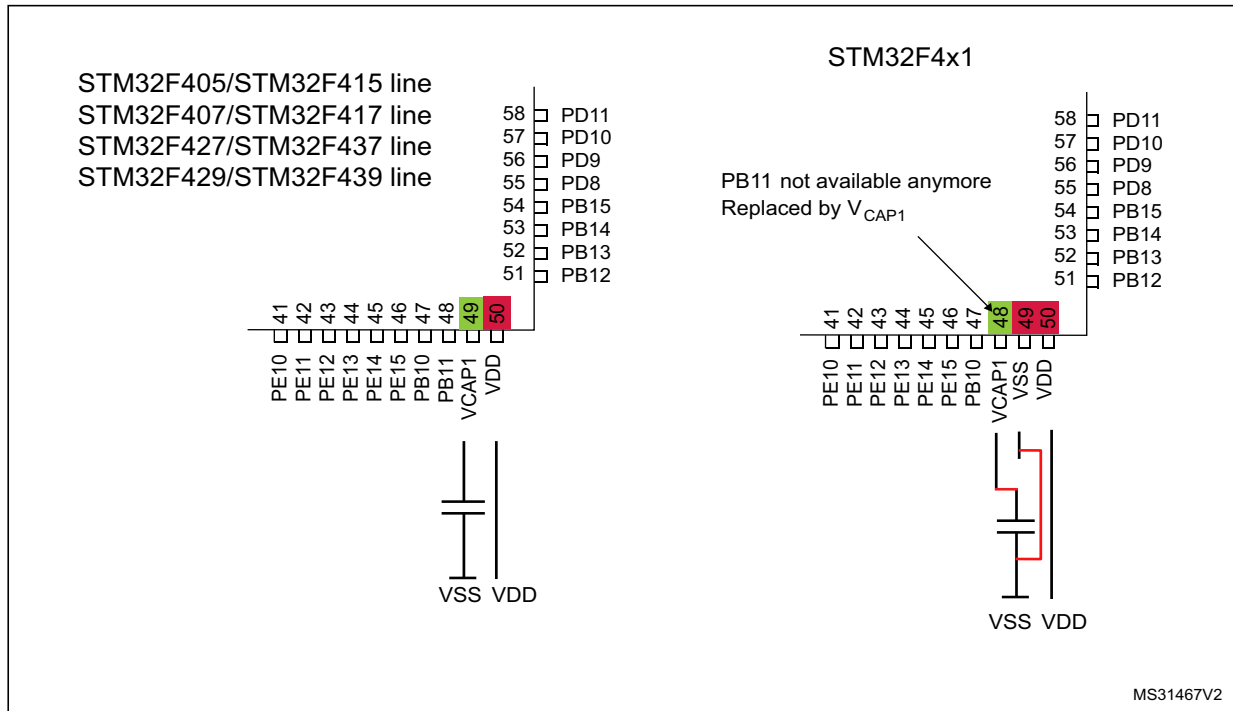 STM32F405/STM32F415 line
STM32F407/STM32F417 line
STM32F427/STM32F437 line
STM32F429/STM32F439 line
58 PD11
57 PD10
56 PD9
55 PD8
54 PB15
53 PB14
52 PB13
51 PB12
41 42 43 44 45 46 47 48 49 50
PE10 PE11 PE12 PE13 PE14 PE15 PB10 PB11 VCAP1 VDD
VSS VDD
STM32F4x1
58 PD11
57 PD10
56 PD9
55 PD8
54 PB15
53 PB14
52 PB13
51 PB12
PB11 not available anymore
Replaced by VCAP1
41 42 43 44 45 46 47 48 49 50
PE10 PE11 PE12 PE13 PE14 PE15 PB10 VCAP1 VSS VDD
VSS VDD
MS31467V2